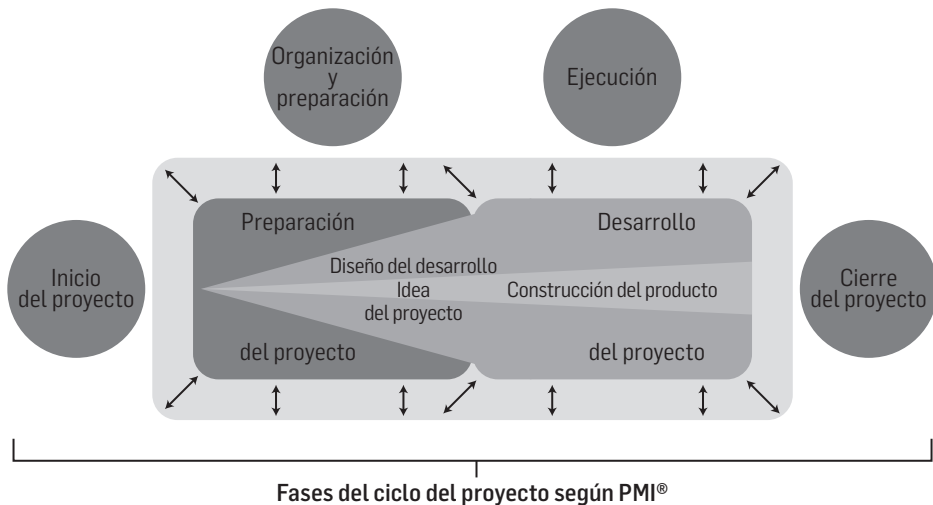 Organización
y
preparación
Ejecución
Inicio
del proyecto
Preparación
del proyecto
Diseño del desarrollo
Idea
del proyecto
Desarrollo
del proyecto
Construcción del producto
Cierre
del proyecto
Fases del ciclo del proyecto según PMI®